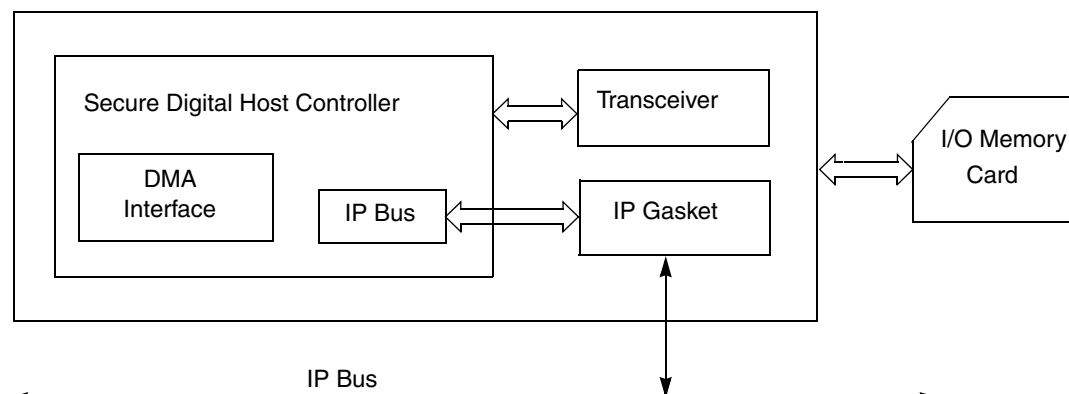 Secure Digital Host Controller
Transceiver
I/O Memory
Card
DMA
Interface
IP Bus
IP Gasket
IP Bus